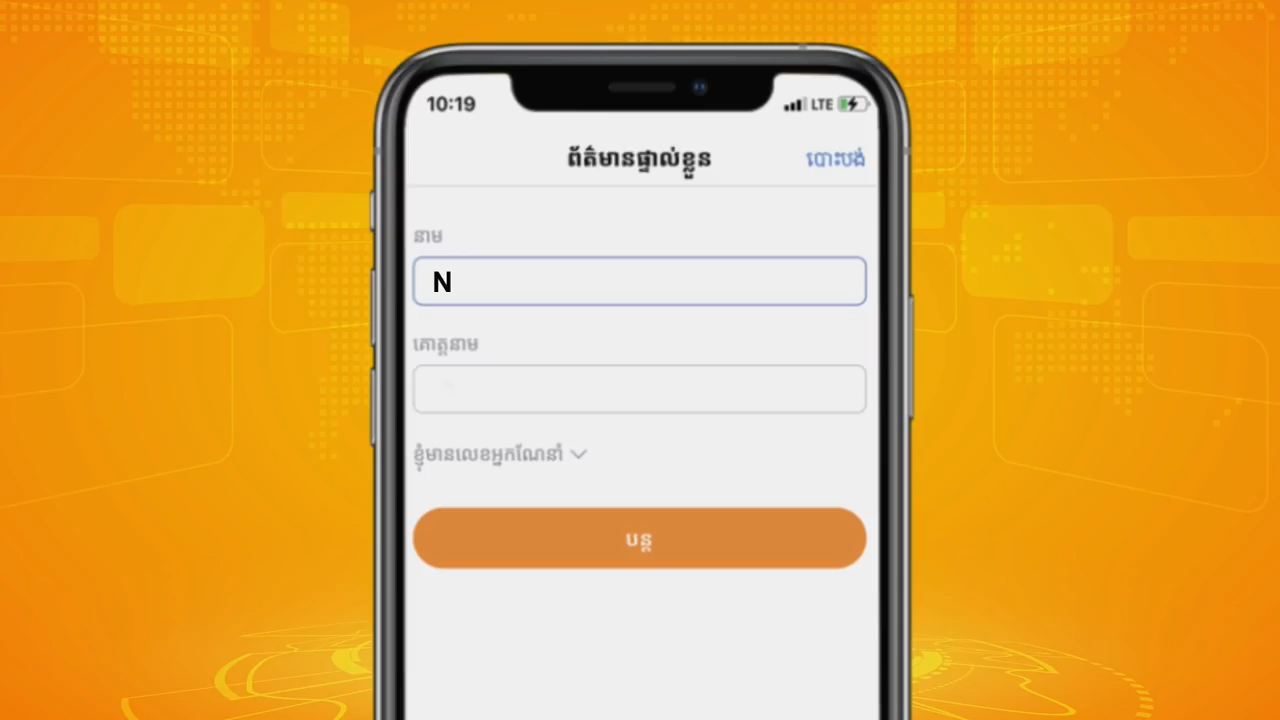 10:19 LTE
ព័ត៌មានផ្ទាល់ខ្លួន បោះបង់
នាម
N
គោត្តនាម
ខ្ញុំមានលេខអ្នកណែនាំ
បន្ត